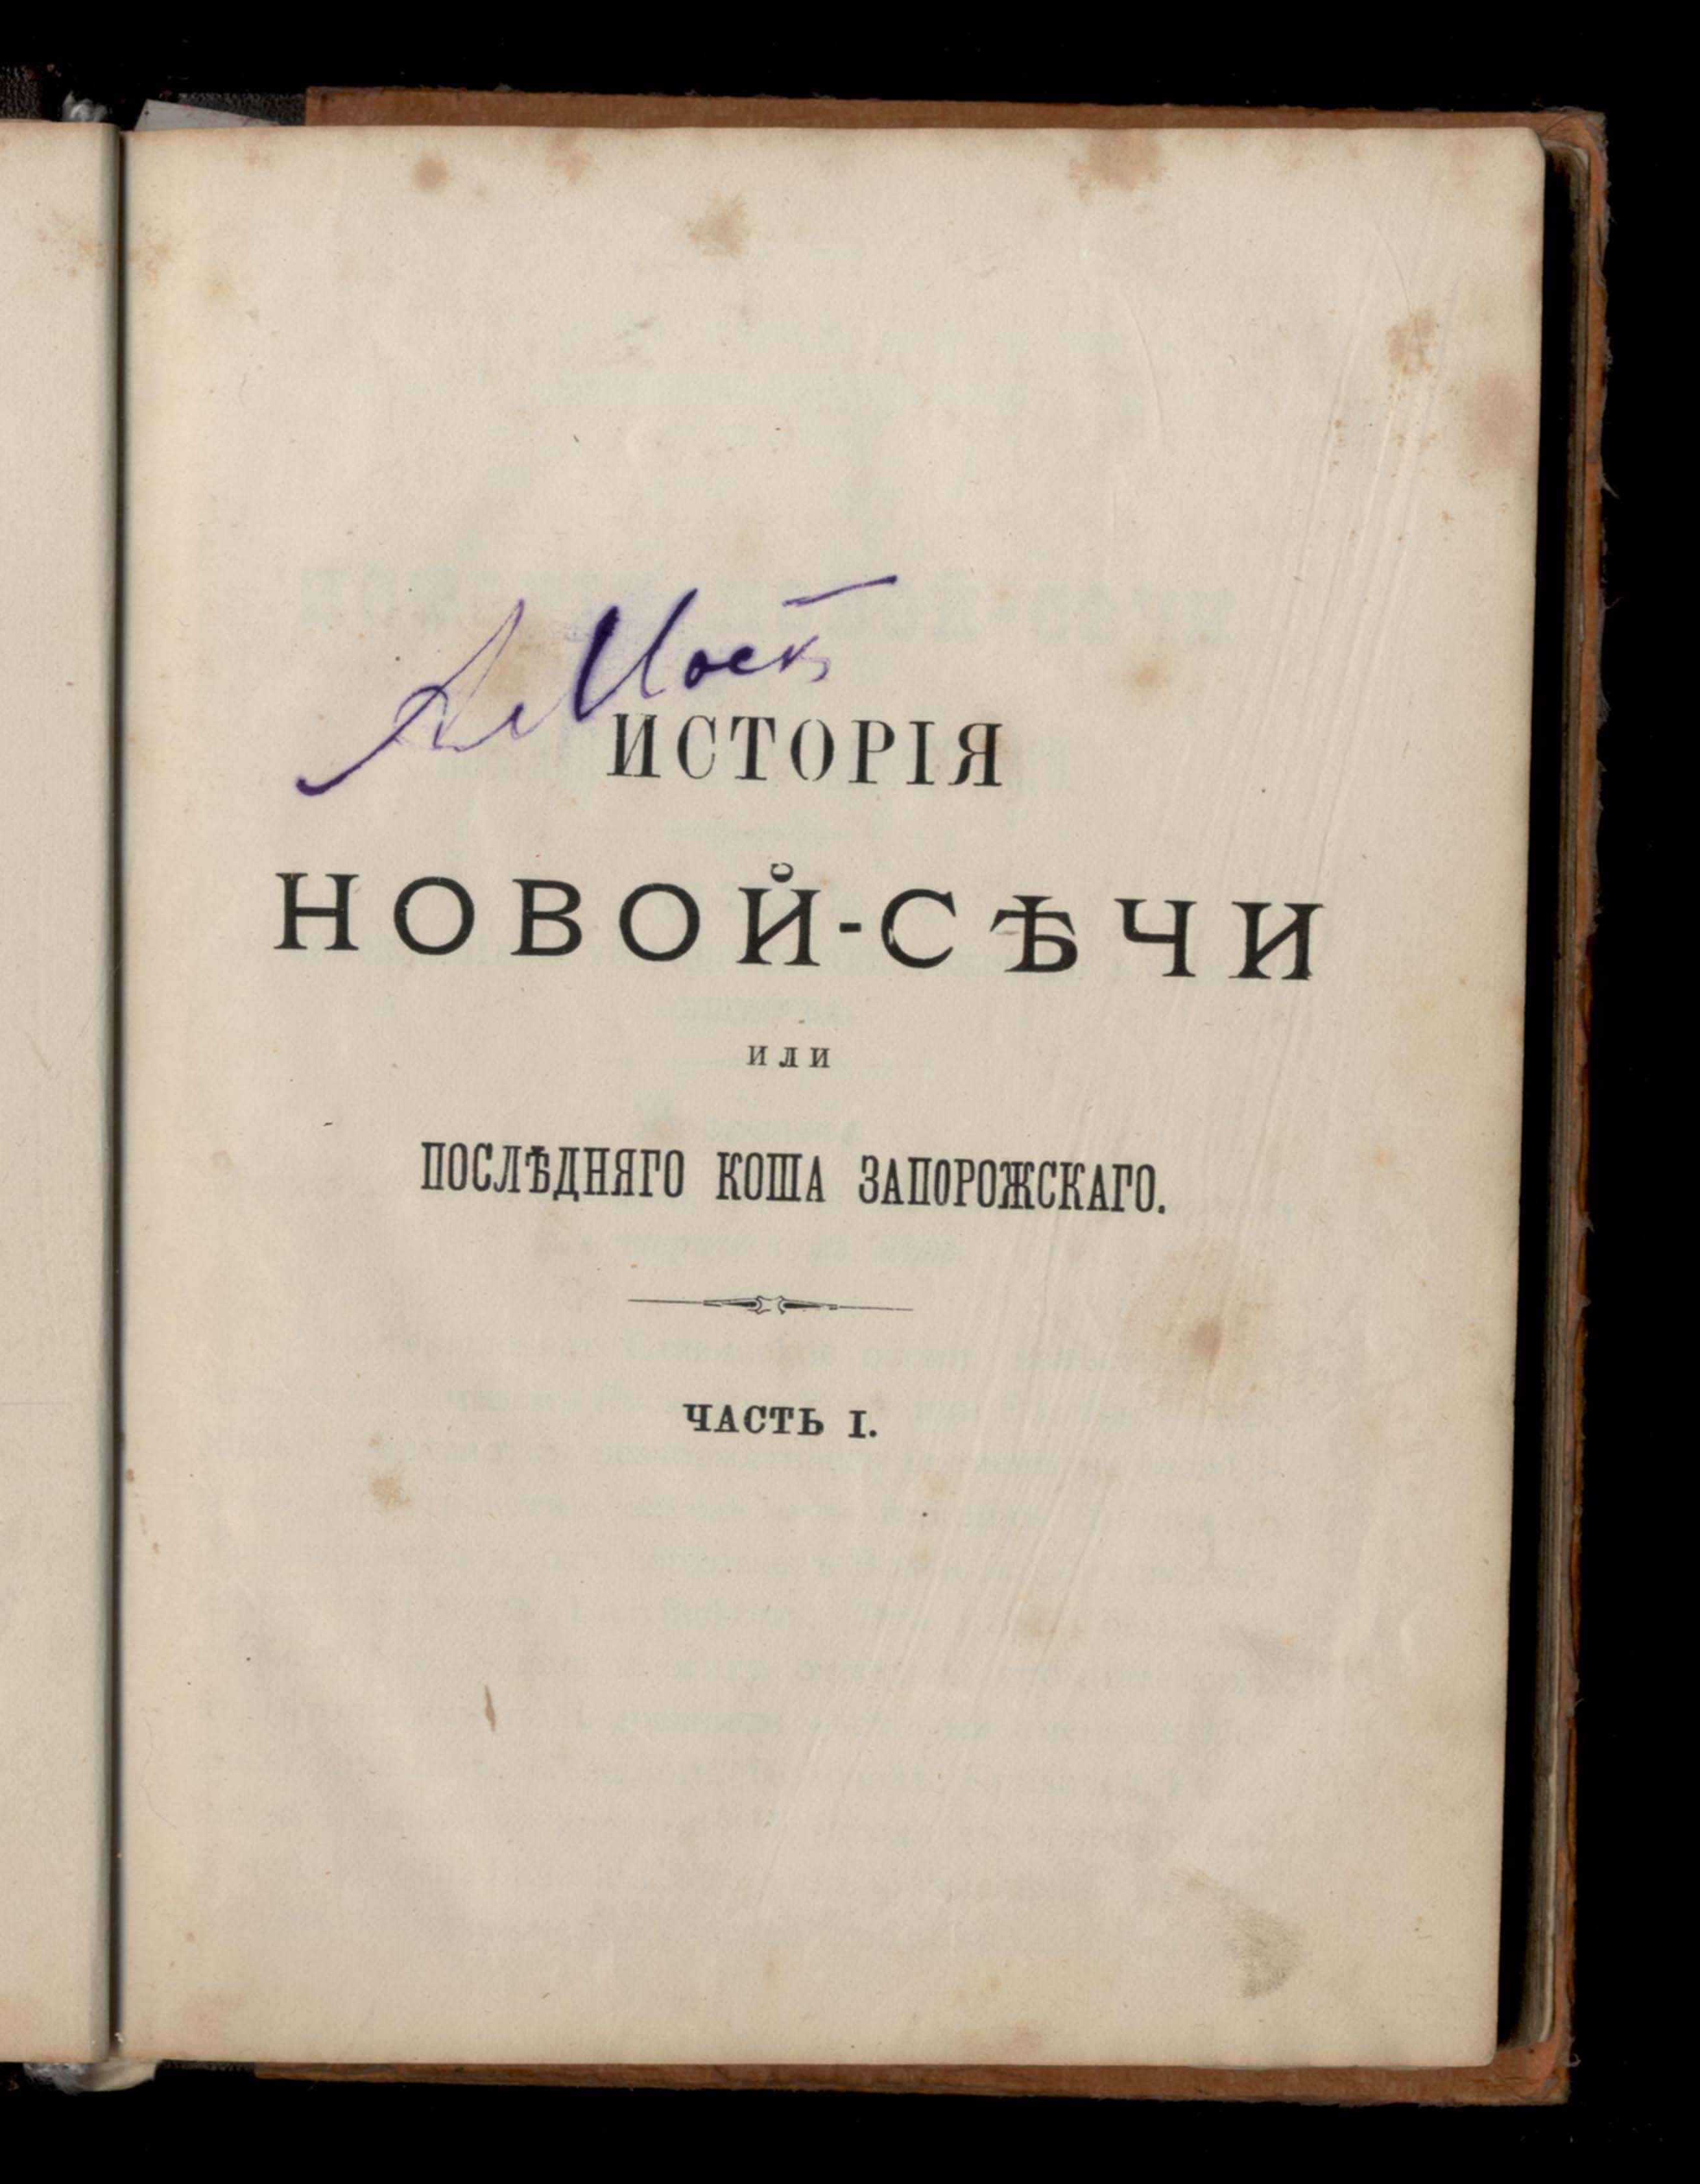 ИСТОРІЯ
НОВОЙ-СѢЧИ
или
ПОСЛѢДНЯГО КОША ЗАПОРОЖСКАГО.
ЧАСТЬ I.